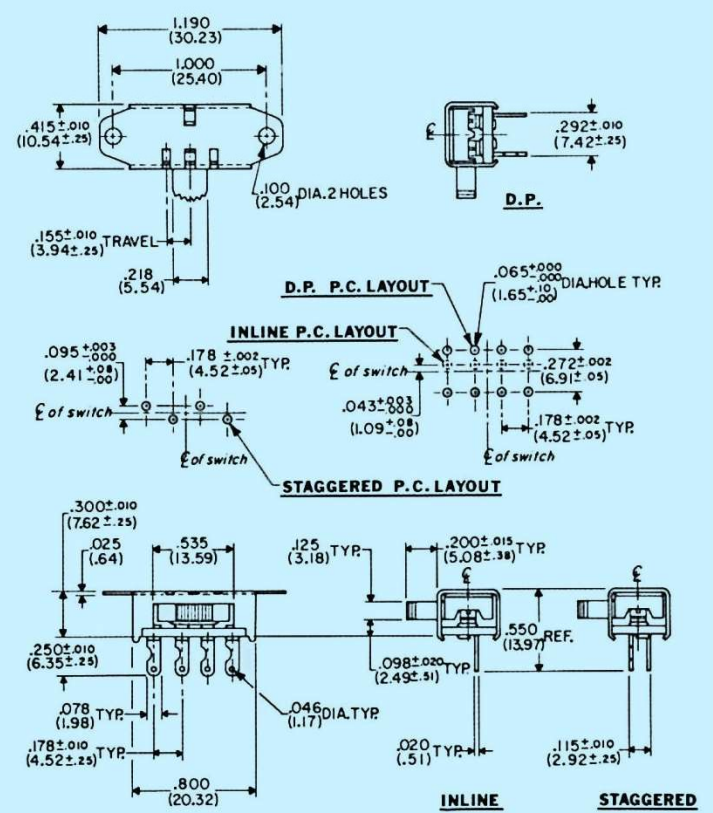 1.190
(30.23)
1.000
(25.40)
.415±.010
(10.54±.25)
.100
(2.54) DIA. 2 HOLES
.155±.010
(3.94±.25) TRAVEL
.218
(5.54)
℄
.292±.010
(7.42±.25)
D.P.
D.P. P.C. LAYOUT
.065+.000-.000
(1.65+.10-.00) DIA.HOLE TYP.
INLINE P.C. LAYOUT
.095+.003-.000
(2.41+.08-.00)
.178 ±.002
(4.52±.05) TYP.
℄ of switch
℄ of switch
.272±.002
(6.91±.05)
℄ of switch
.043+.003-.000
(1.09+.08-.00)
.178±.002
(4.52±.05) TYP.
℄ of switch
STAGGERED P.C. LAYOUT
.300±.010
(7.62±.25)
.025
(.64)
.535
(13.59)
.125
(3.18) TYP.
.200±.015
(5.08±.38) TYP.
℄
℄
.550
(13.97) REF.
.250±.010
(6.35±.25)
.098±.020
(2.49±.51) TYP.
.078
(1.98) TYP.
.046
(1.17) DIA.TYP.
.178±.010
(4.52±.25) TYP.
.020
(.51) TYP.
.115±.010
(2.92±.25)
.800
(20.32)
INLINE
STAGGERED